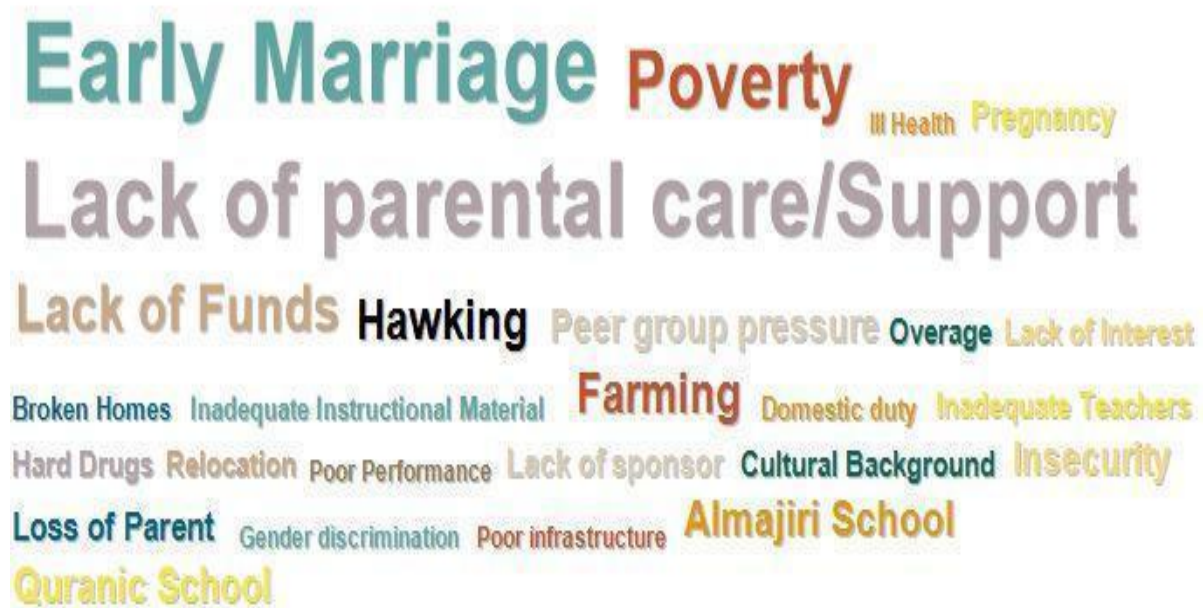 Early Marriage Poverty Ill Health Pregnancy
Lack of parental care/Support
Lack of Funds Hawking Peer group pressure Overage Lack of Interest
Broken Homes Inadequate Instructional Material Farming Domestic duty Inadequate Teachers
Hard Drugs Relocation Poor Performance Lack of sponsor Cultural Background Insecurity
Loss of Parent Gender discrimination Poor infrastructure Almajiri School
Quranic School